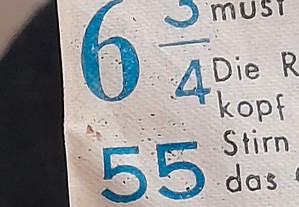 6 3/4
55
must
Die R
kopf
Stirn
das